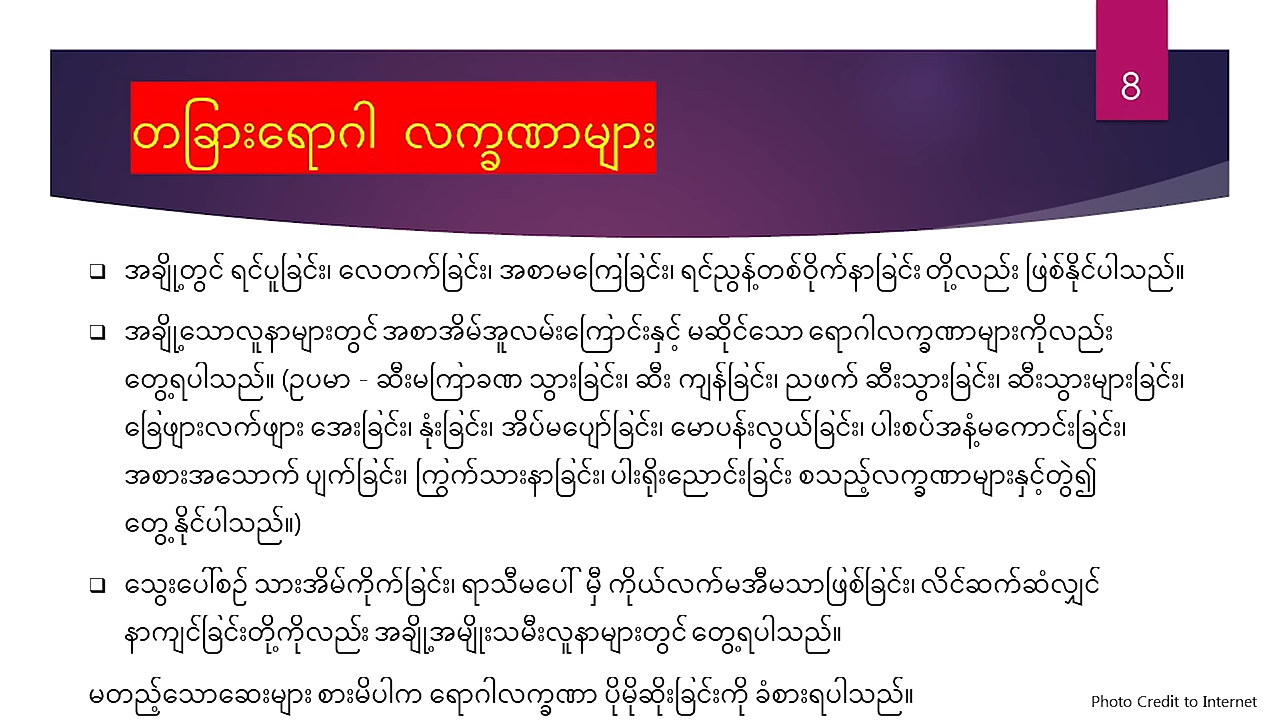 8
တခြားရောဂါ လက္ခဏာများ
❑ အချို့တွင် ရင်ပူခြင်း၊ လေတက်ခြင်း၊ အစာမကြေခြင်း၊ ရင်ညွန့်တစ်ဝိုက်နာခြင်း တို့လည်း ဖြစ်နိုင်ပါသည်။
❑ အချို့သောလူနာများတွင် အစာအိမ်အူလမ်းကြောင်းနှင့် မဆိုင်သော ရောဂါလက္ခဏာများကိုလည်း
တွေ့ရပါသည်။ (ဥပမာ - ဆီးမကြာခဏ သွားခြင်း၊ ဆီး ကျန်ခြင်း၊ ညဖက် ဆီးသွားခြင်း၊ ဆီးသွားများခြင်း၊
ခြေဖျားလက်ဖျား အေးခြင်း၊ နုံးခြင်း၊ အိပ်မပျော်ခြင်း၊ မောပန်းလွယ်ခြင်း၊ ပါးစပ်အနံ့မကောင်းခြင်း၊
အစားအသောက် ပျက်ခြင်း၊ ကြွက်သားနာခြင်း၊ ပါးရိုးညောင်းခြင်း စသည့်လက္ခဏာများနှင့်တွဲ၍
တွေ့နိုင်ပါသည်။)
❑ သွေးပေါ်စဉ် သားအိမ်ကိုက်ခြင်း၊ ရာသီမပေါ် မှီ ကိုယ်လက်မအီမသာဖြစ်ခြင်း၊ လိင်ဆက်ဆံလျှင်
နာကျင်ခြင်းတို့ကိုလည်း အချို့အမျိုးသမီးလူနာများတွင် တွေ့ရပါသည်။
မတည့်သောဆေးများ စားမိပါက ရောဂါလက္ခဏာ ပိုမိုဆိုးခြင်းကို ခံစားရပါသည်။
Photo Credit to Internet